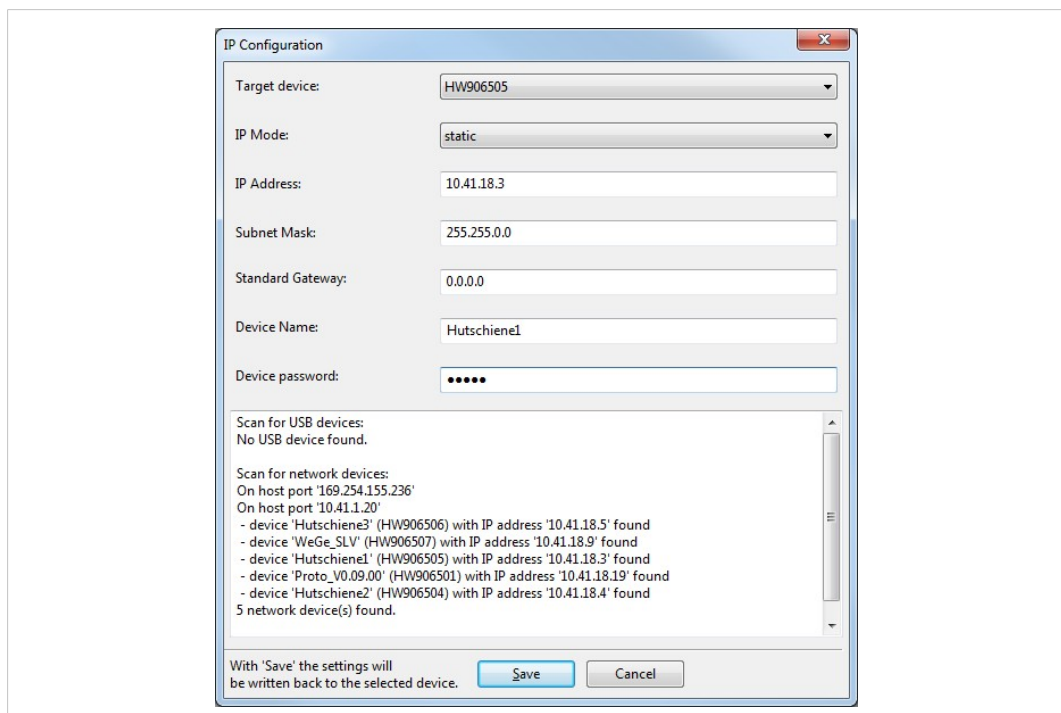 IP Configuration
Target device: HW906505
IP Mode: static
IP Address: 10.41.18.3
Subnet Mask: 255.255.0.0
Standard Gateway: 0.0.0.0
Device Name: Hutschiene1
Device password: •••••
Scan for USB devices:
No USB device found.
Scan for network devices:
On host port '169.254.155.236'
On host port '10.41.1.20'
- device 'Hutschiene3' (HW906506) with IP address '10.41.18.5' found
- device 'WeGe_SLV' (HW906507) with IP address '10.41.18.9' found
- device 'Hutschiene1' (HW906505) with IP address '10.41.18.3' found
- device 'Proto_V0.09.00' (HW906501) with IP address '10.41.18.19' found
- device 'Hutschiene2' (HW906504) with IP address '10.41.18.4' found
5 network device(s) found.
With 'Save' the settings will
be written back to the selected device.
Save Cancel